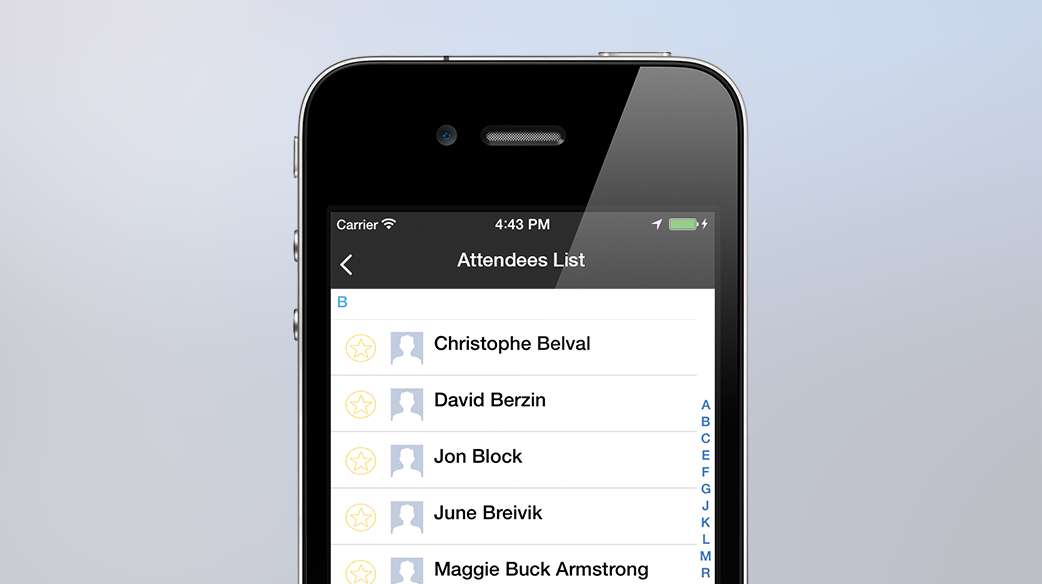 Carrier 4:43 PM
Attendees List
B
Christophe Belval
David Berzin
Jon Block
June Breivik
Maggie Buck Armstrong
A
B
C
E
F
G
J
K
L
M
R